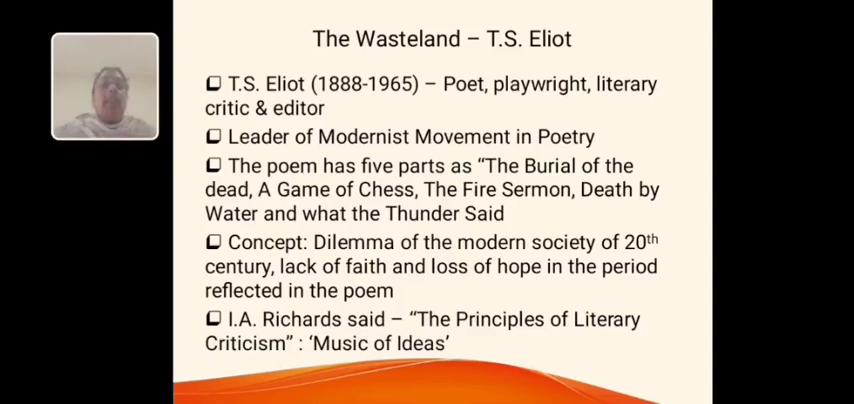 The Wasteland – T.S. Eliot
❑ T.S. Eliot (1888-1965) – Poet, playwright, literary
critic & editor
❑ Leader of Modernist Movement in Poetry
❑ The poem has five parts as “The Burial of the
dead, A Game of Chess, The Fire Sermon, Death by
Water and what the Thunder Said
❑ Concept: Dilemma of the modern society of 20th
century, lack of faith and loss of hope in the period
reflected in the poem
❑ I.A. Richards said – “The Principles of Literary
Criticism” : ‘Music of Ideas’